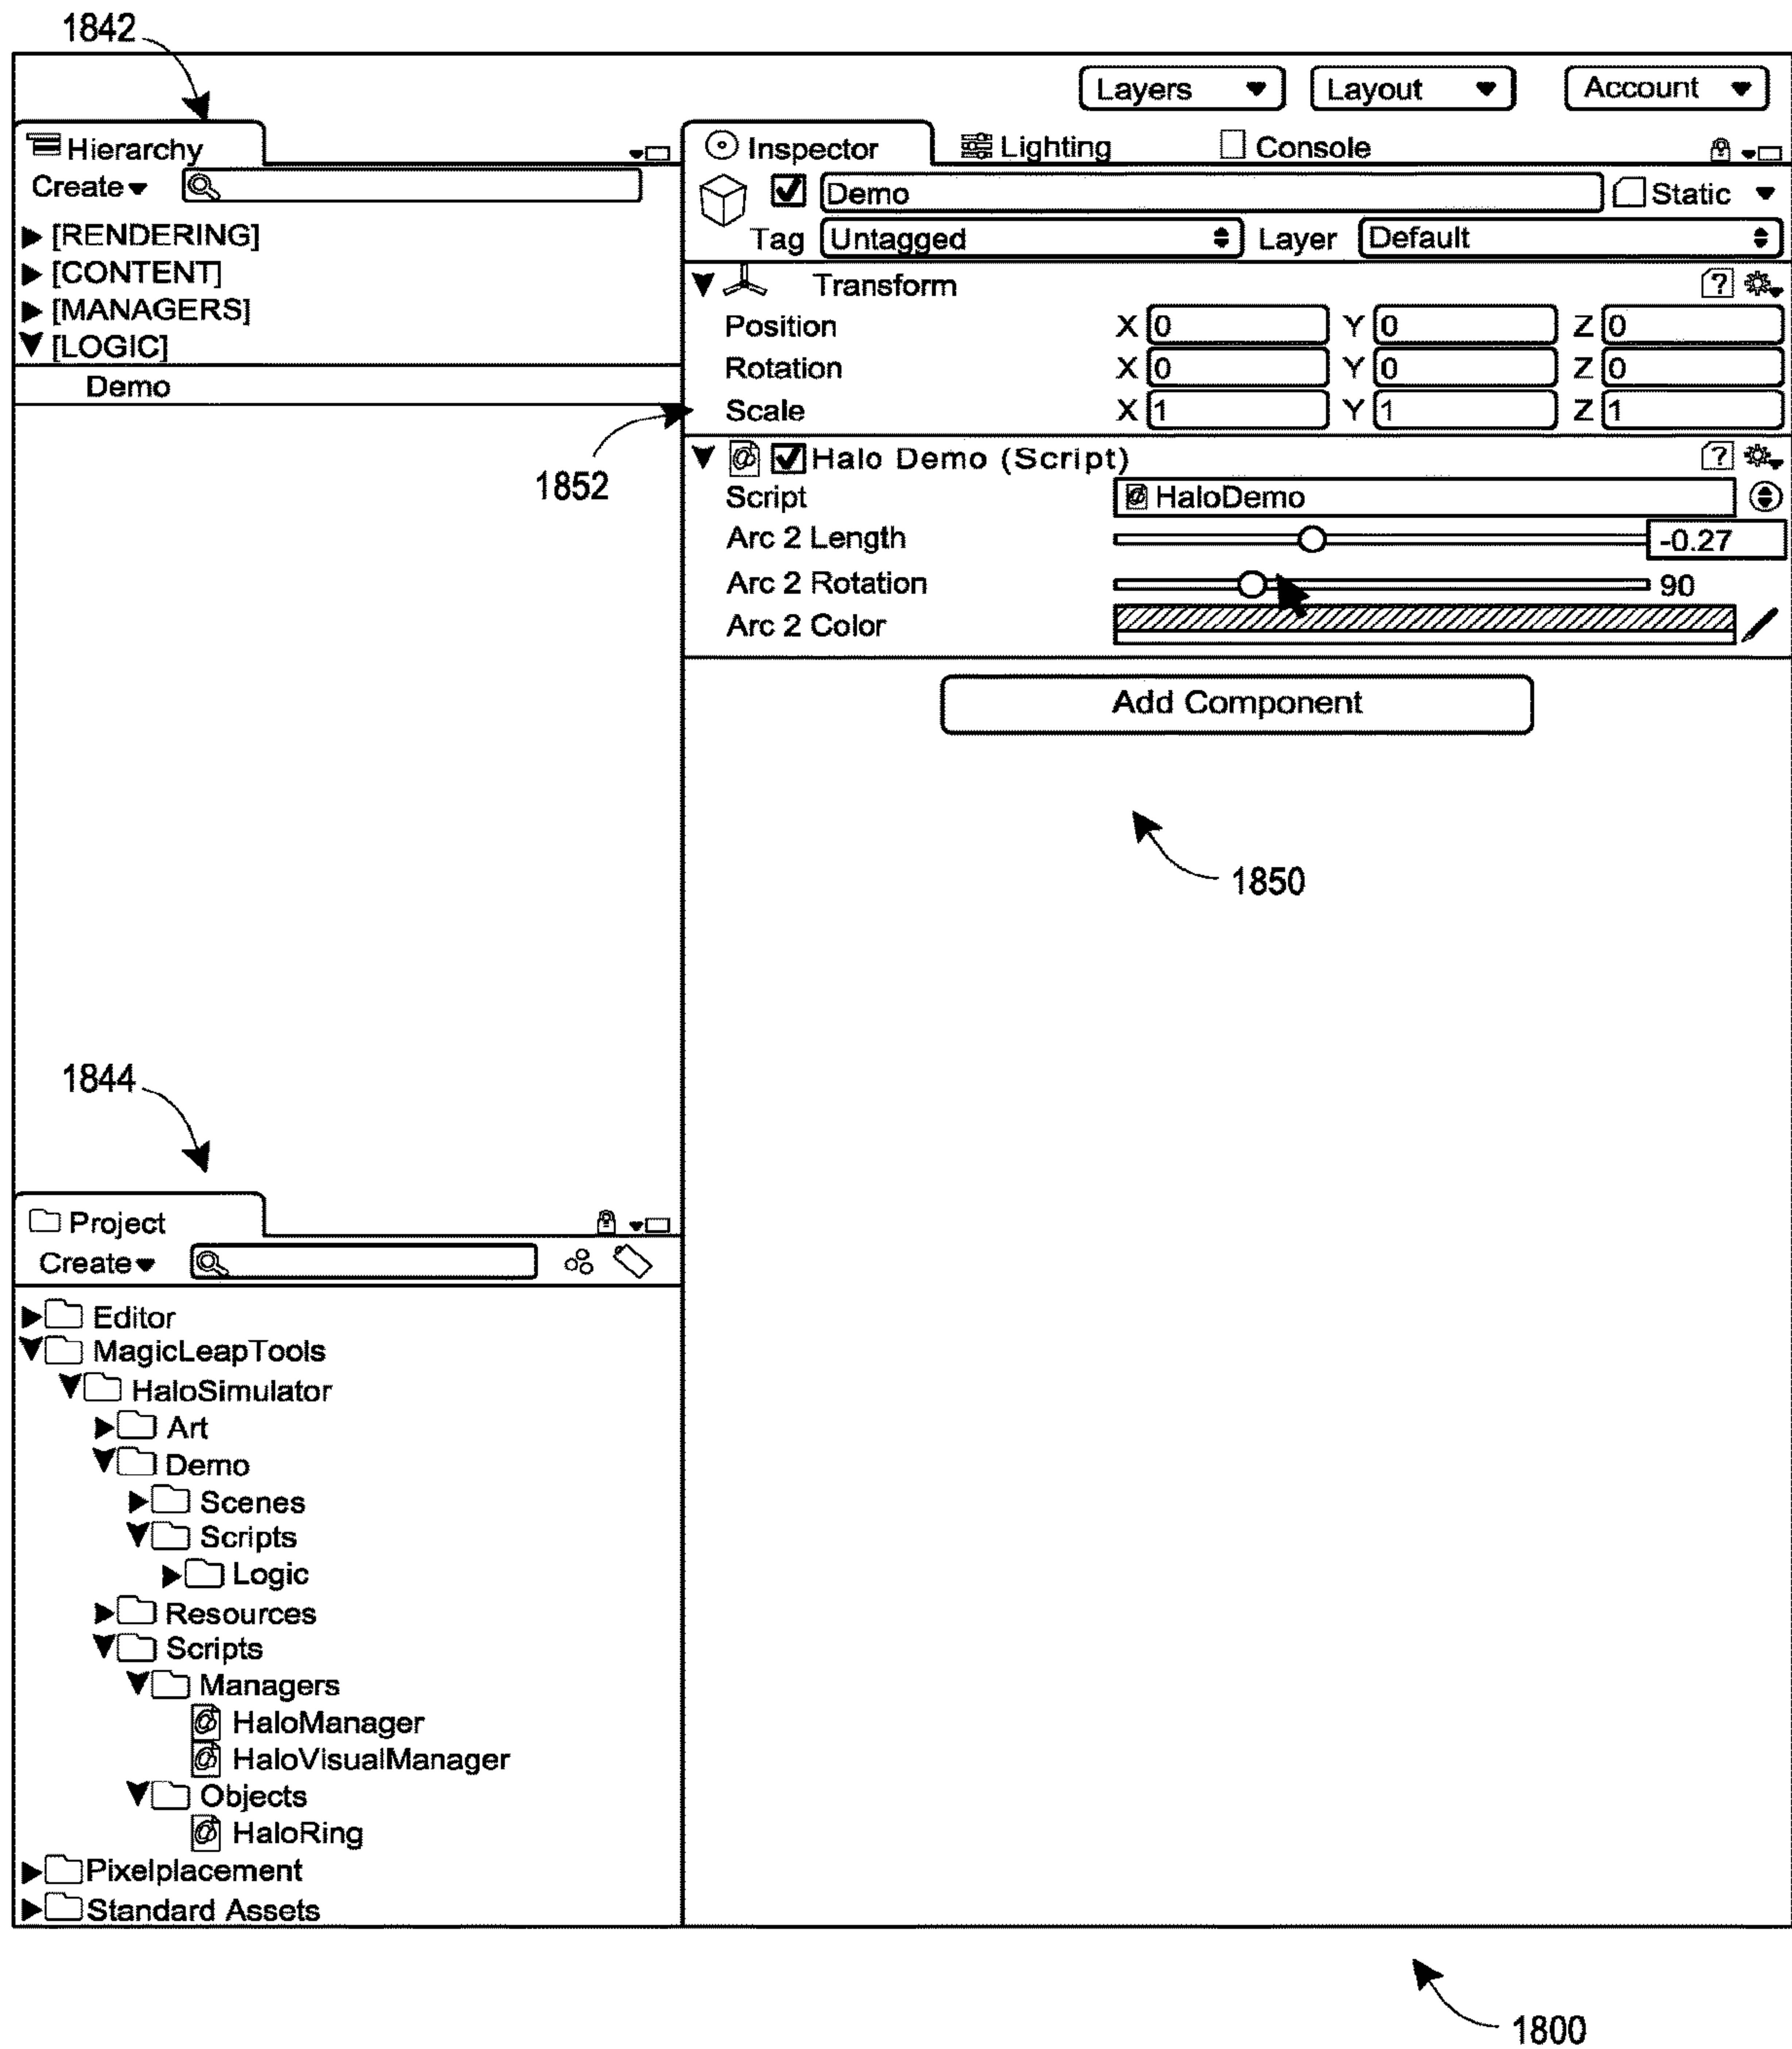 1842
Layers Layout Account
Hierarchy
Create
[RENDERING]
[CONTENT]
[MANAGERS]
[LOGIC]
Demo
1852
Inspector Lighting Console
Demo Static
Tag Untagged Layer Default
Transform
Position X 0 Y 0 Z 0
Rotation X 0 Y 0 Z 0
Scale X 1 Y 1 Z 1
Halo Demo (Script)
Script HaloDemo
Arc 2 Length -0.27
Arc 2 Rotation 90
Arc 2 Color
Add Component
1850
1844
Project
Create
Editor
MagicLeapTools
HaloSimulator
Art
Demo
Scenes
Scripts
Logic
Resources
Scripts
Managers
HaloManager
HaloVisualManager
Objects
HaloRing
Pixelplacement
Standard Assets
1800